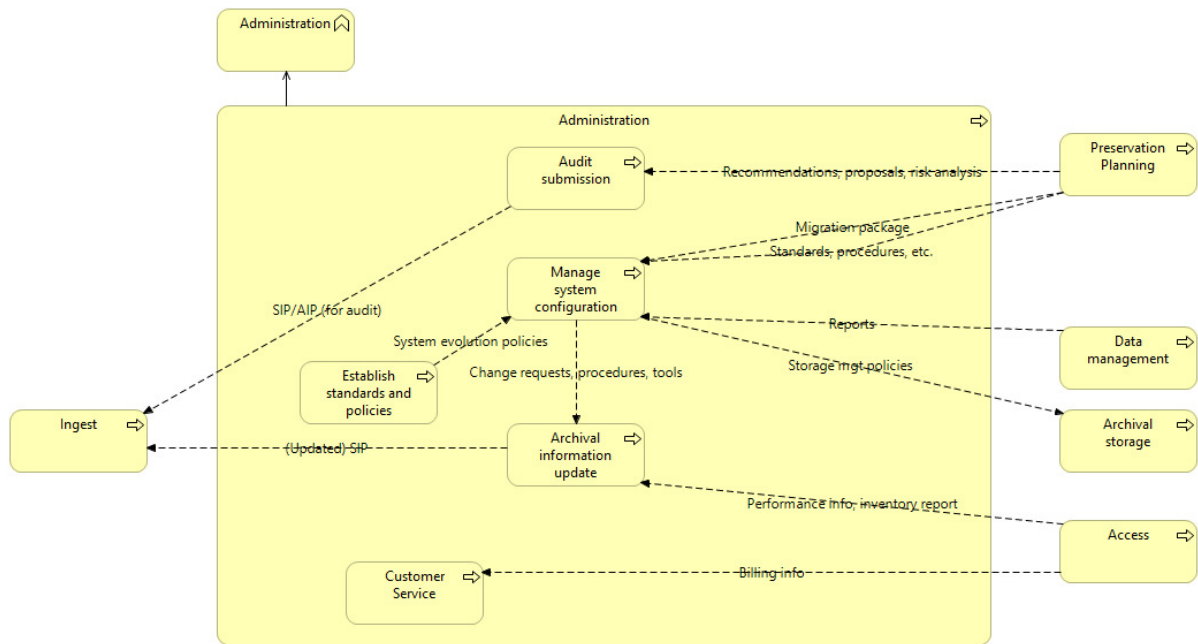 Administration
Administration
Audit
submission
Preservation
Planning
Recommendations, proposals, risk analysis
Migration package
Standards, procedures, etc.
Manage
system
configuration
SIP/AIP (for audit)
Reports
System evolution policies
Data
management
Storage mgt policies
Establish
standards and
policies
Change requests, procedures, tools
Ingest
Archival
storage
(Updated) SIP
Archival
information
update
Performance info, inventory report
Access
Customer
Service
Billing info